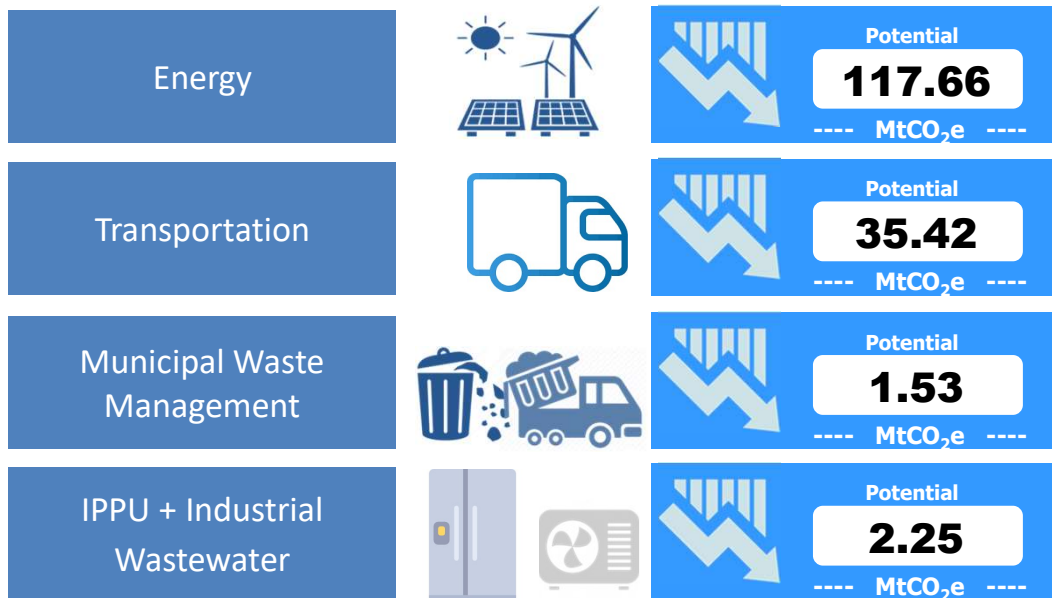 Energy
Potential
117.66
---- MtCO₂e ----
Transportation
Potential
35.42
---- MtCO₂e ----
Municipal Waste
Management
Potential
1.53
---- MtCO₂e ----
IPPU + Industrial
Wastewater
Potential
2.25
---- MtCO₂e ----